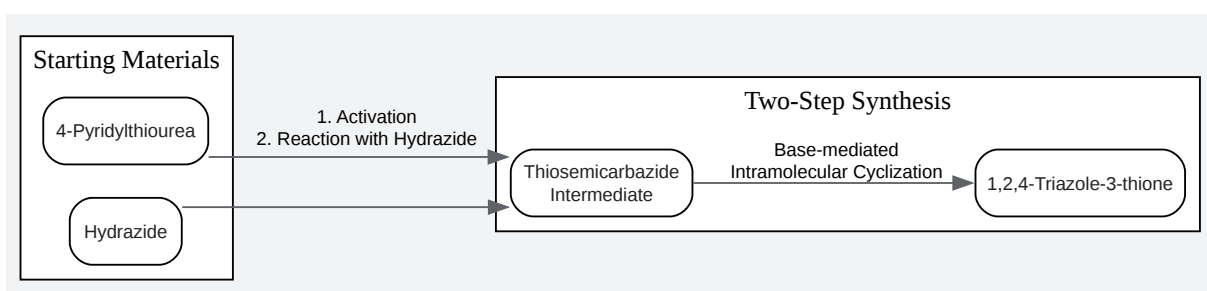 Starting Materials
4-Pyridylthiourea
Hydrazide
1. Activation
2. Reaction with Hydrazide
Two-Step Synthesis
Thiosemicarbazide
Intermediate
Base-mediated
Intramolecular Cyclization
1,2,4-Triazole-3-thione